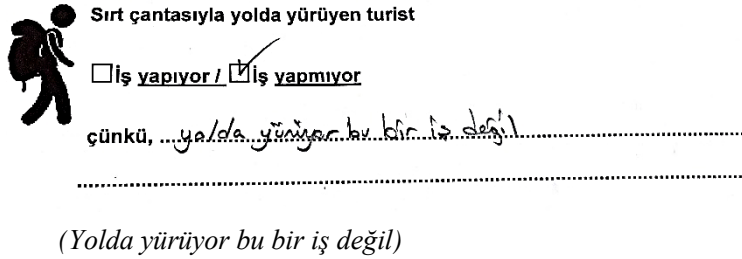 Sırt çantasıyla yolda yürüyen turist
☐İş yapıyor / ☑İş yapmıyor
çünkü, yolda yürüyor bu bir iş değil
(Yolda yürüyor bu bir iş değil)